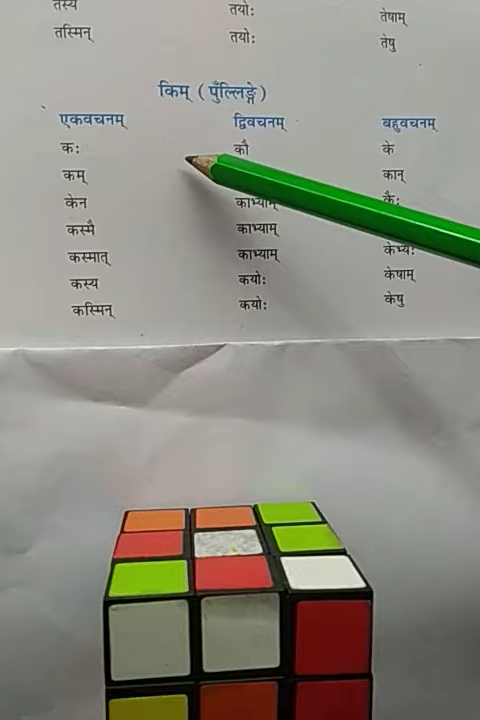 तस्य तयोः तेषाम्
तस्मिन् तयोः तेषु
किम् ( पुँल्लिङ्गे )
एकवचनम् द्विवचनम् बहुवचनम्
कः कौ के
कम् कान्
केन काभ्याम् कैः
कस्मै काभ्याम्
कस्मात् काभ्याम् केभ्यः
कस्य कयोः केषाम्
कस्मिन् कयोः केषु